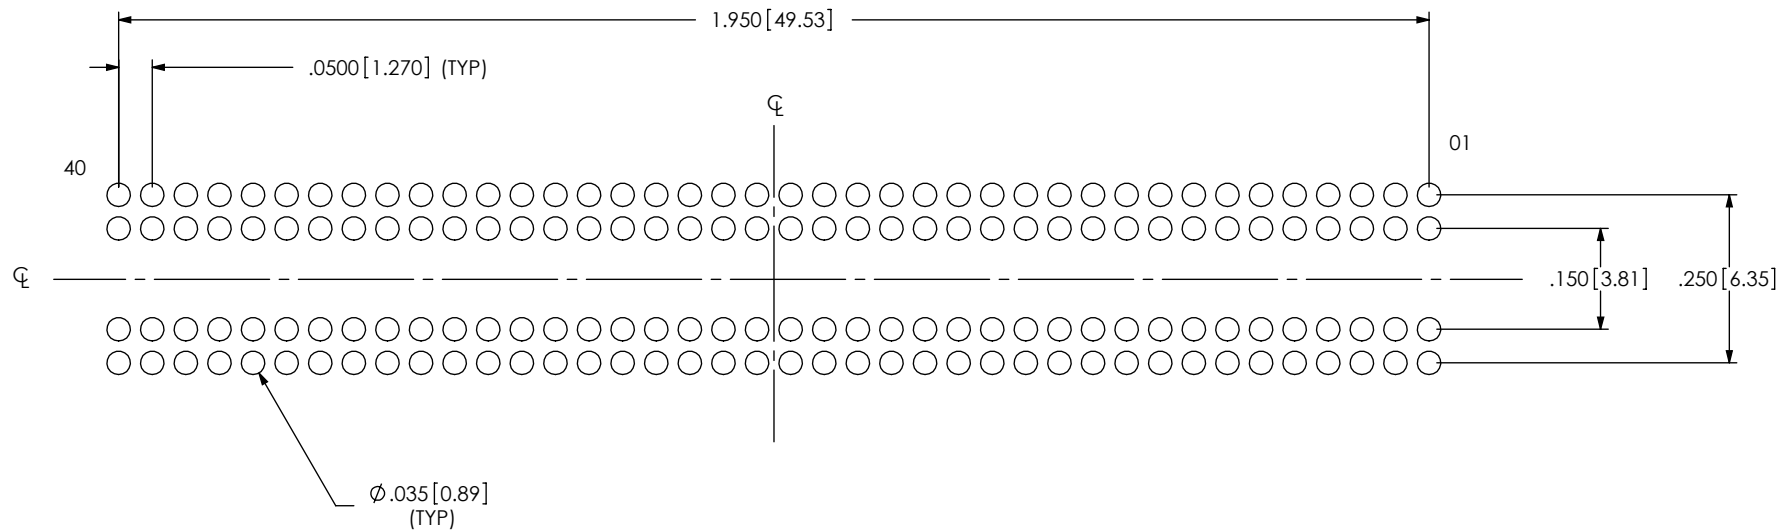 1.950[49.53]
.0500[1.270] (TYP)
℄
01
40
℄
.150[3.81]
.250[6.35]
Ø.035[0.89]
(TYP)